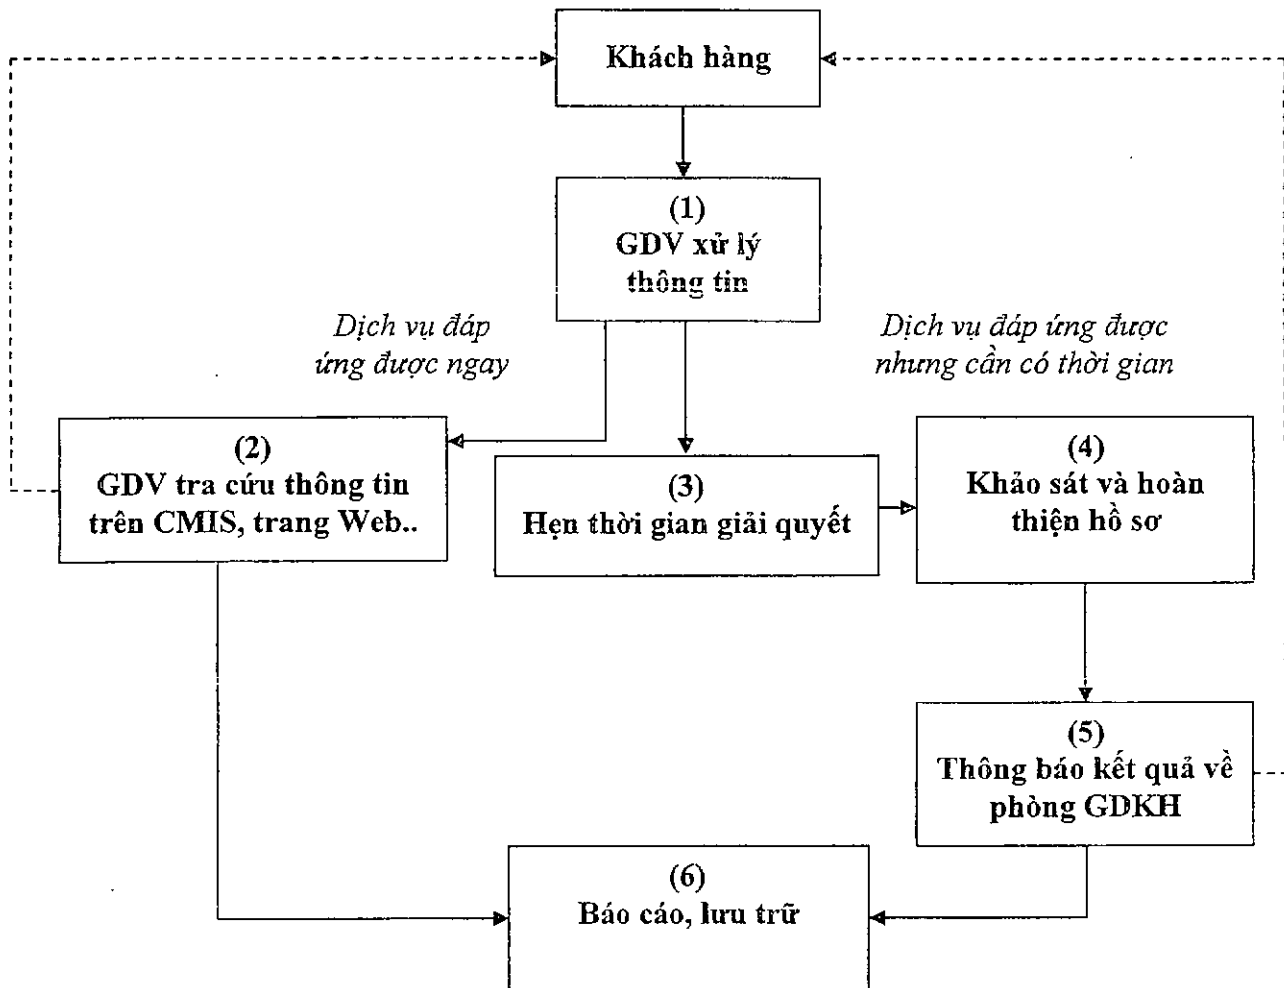 Khách hàng
(1)
GDV xử lý
thông tin
Dịch vụ đáp
ứng được ngay
Dịch vụ đáp ứng được
nhưng cần có thời gian
(2)
GDV tra cứu thông tin
trên CMIS, trang Web..
(3)
Hẹn thời gian giải quyết
(4)
Khảo sát và hoàn
thiện hồ sơ
(5)
Thông báo kết quả về
phòng GDKH
(6)
Báo cáo, lưu trữ